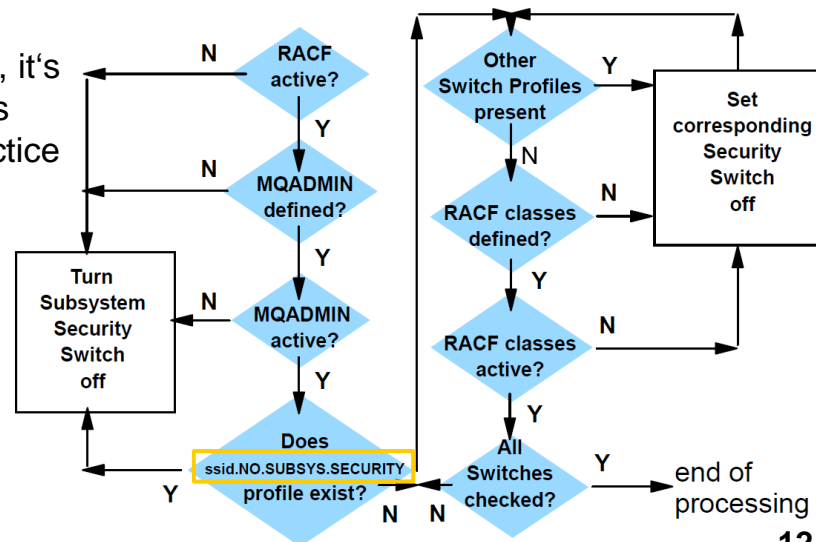 , it‘s
s
ctice
N
RACF
active?
Y
N
MQADMIN
defined?
Y
N
MQADMIN
active?
Y
Turn
Subsystem
Security
Switch
off
Does
ssid.NO.SUBSYS.SECURITY
profile exist?
Y
N
Other
Switch Profiles
present
Y
N
Set
corresponding
Security
Switch
off
RACF classes
defined?
N
Y
RACF classes
active?
N
Y
All
Switches
checked?
N
Y
end of
processing
12